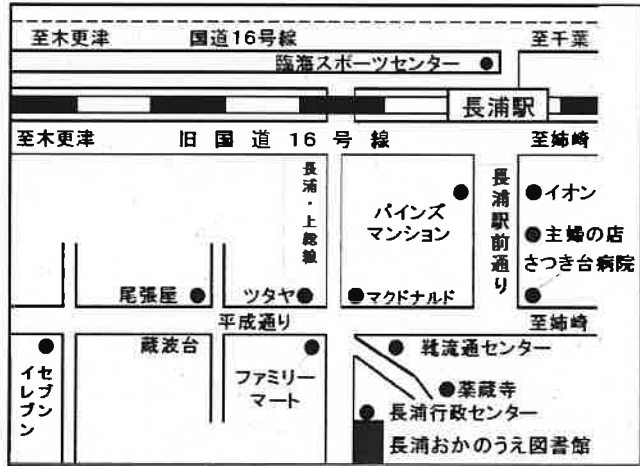 至木更津
国道16号線
至千葉
臨海スポーツセンター
長浦駅
至木更津
旧国道16号線
至姉崎
長浦・上総線
パインズ
マンション
長浦駅前通り
イオン
主婦の店
さつき台病院
尾張屋
ツタヤ
マクドナルド
平成通り
至姉崎
蔵波台
セブン
イレブン
ファミリー
マート
靴流通センター
薬蔵寺
長浦行政センター
長浦おかのうえ図書館